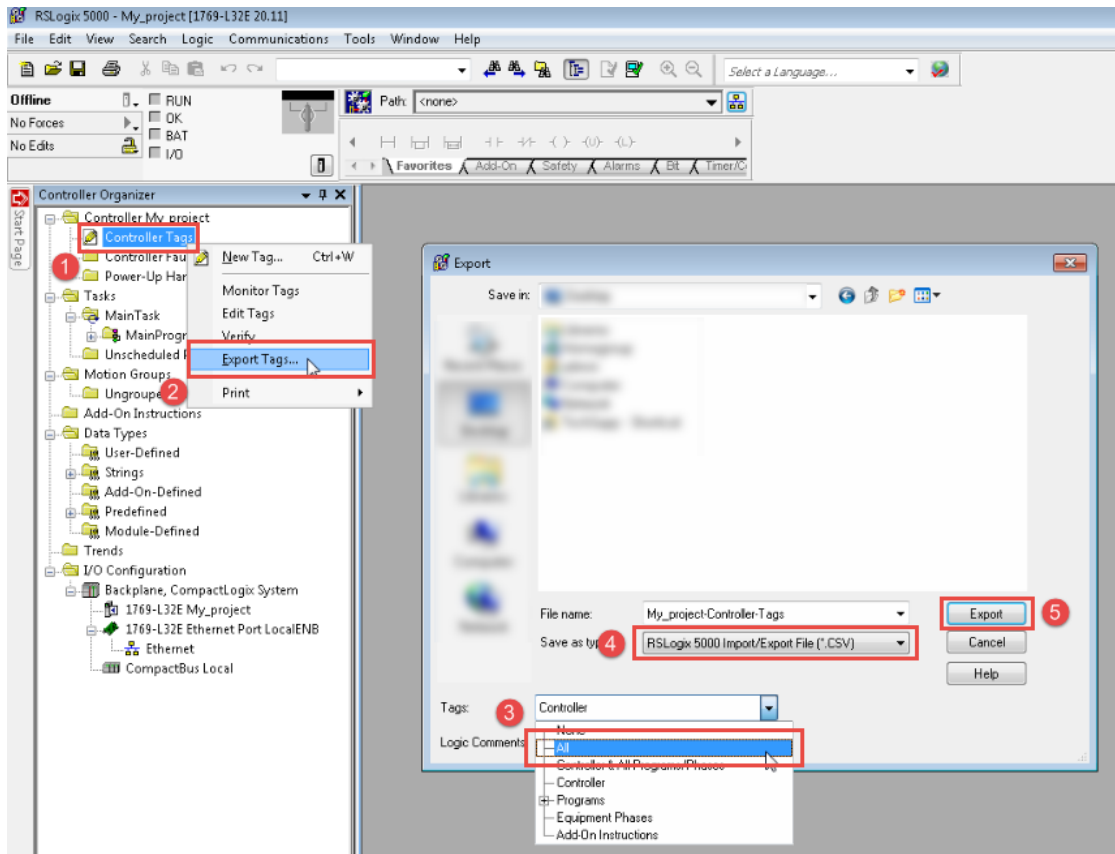 RSLogix 5000 - My_project [1769-L32E 20.11]
File Edit View Search Logic Communications Tools Window Help
Select a Language...
Offline
RUN
No Forces
OK
No Edits
BAT
I/O
Path: <none>
Favorites Add-On Safety Alarms Bit Timer/C
Start Page
Controller Organizer
Controller My_project
Controller Tags
Controller Fau
Power-Up Har
Tasks
MainTask
MainProgr
Unscheduled P
Motion Groups
Ungroupe
Add-On Instructions
Data Types
User-Defined
Strings
Add-On-Defined
Predefined
Module-Defined
Trends
I/O Configuration
Backplane, CompactLogix System
1769-L32E My_project
1769-L32E Ethernet Port LocalENB
Ethernet
CompactBus Local
1
New Tag... Ctrl+W
Monitor Tags
Edit Tags
Verify
Export Tags...
2
Print
Export
Save in:
File name: My_project-Controller-Tags
Export
5
Save as typ
4
RSLogix 5000 Import/Export File (*.CSV)
Cancel
Help
Tags:
3
Controller
Logic Comments
None
All
Controller & All Programs/Phases
Controller
Programs
Equipment Phases
Add-On Instructions